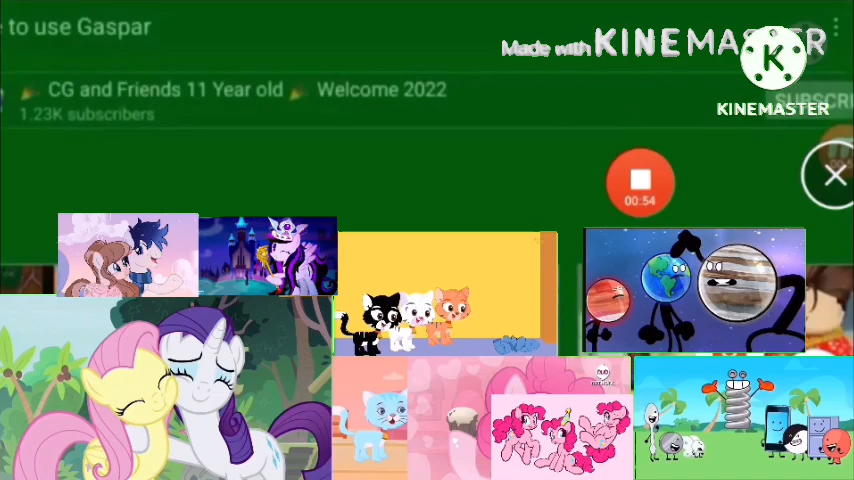 to use Gaspar
Made with KINEMASTER
KINEMASTER
🎉 CG and Friends 11 Year old 🎉 Welcome 2022
1.23K subscribers
SUBSCRI
00:54